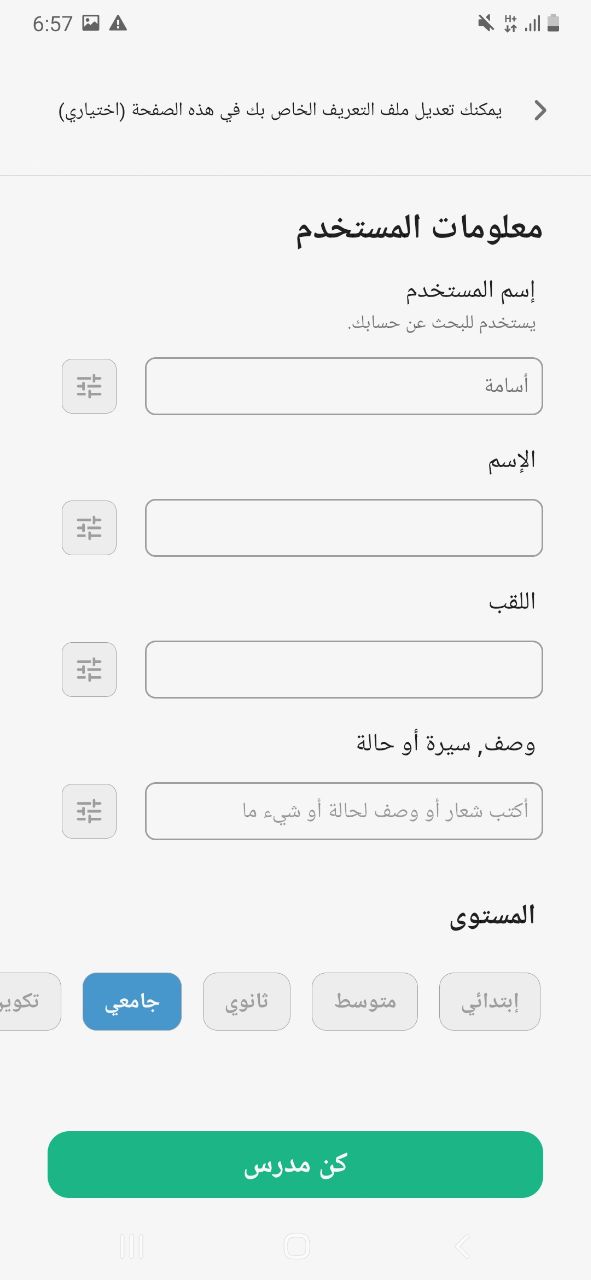 6:57
يمكنك تعديل ملف التعريف الخاص بك في هذه الصفحة (اختياري)
معلومات المستخدم
إسم المستخدم
يستخدم للبحث عن حسابك.
أسامة
الإسم
اللقب
وصف, سيرة أو حالة
أكتب شعار أو وصف لحالة أو شيء ما
المستوى
إبتدائي متوسط ثانوي جامعي
كن مدرس